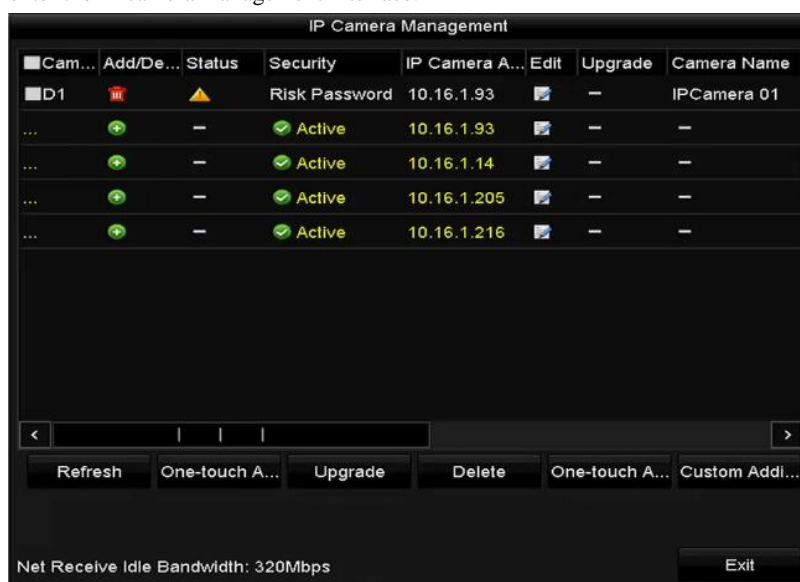 IP Camera Management
Cam... Add/De... Status Security IP Camera A... Edit Upgrade Camera Name
D1 Risk Password 10.16.1.93 – IPCamera 01
... – Active 10.16.1.93 – –
... – Active 10.16.1.14 – –
... – Active 10.16.1.205 – –
... – Active 10.16.1.216 – –
< >
Refresh One-touch A... Upgrade Delete One-touch A... Custom Addi...
Net Receive Idle Bandwidth: 320Mbps Exit